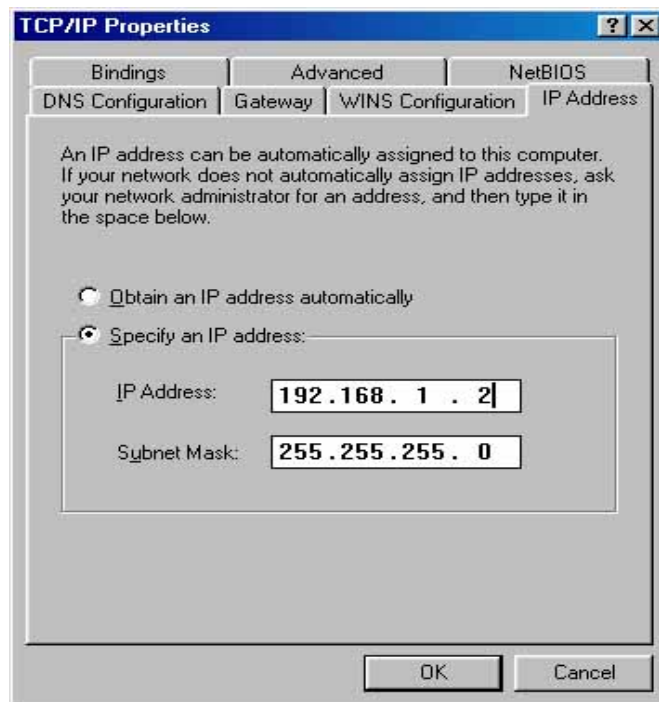 TCP/IP Properties
? X
Bindings Advanced NetBIOS
DNS Configuration Gateway WINS Configuration IP Address
An IP address can be automatically assigned to this computer.
If your network does not automatically assign IP addresses, ask
your network administrator for an address, and then type it in
the space below.
Obtain an IP address automatically
Specify an IP address:
IP Address: 192.168. 1 . 2
Subnet Mask: 255.255.255. 0
OK Cancel